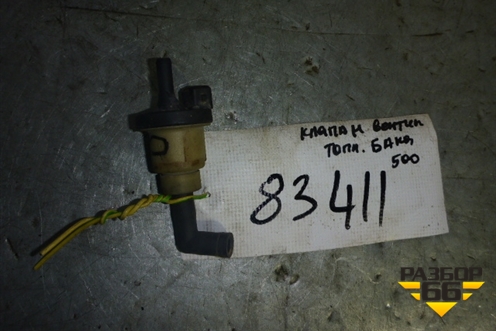 клапан вентил
топл. бака
500
83411
РАЗБОР
66